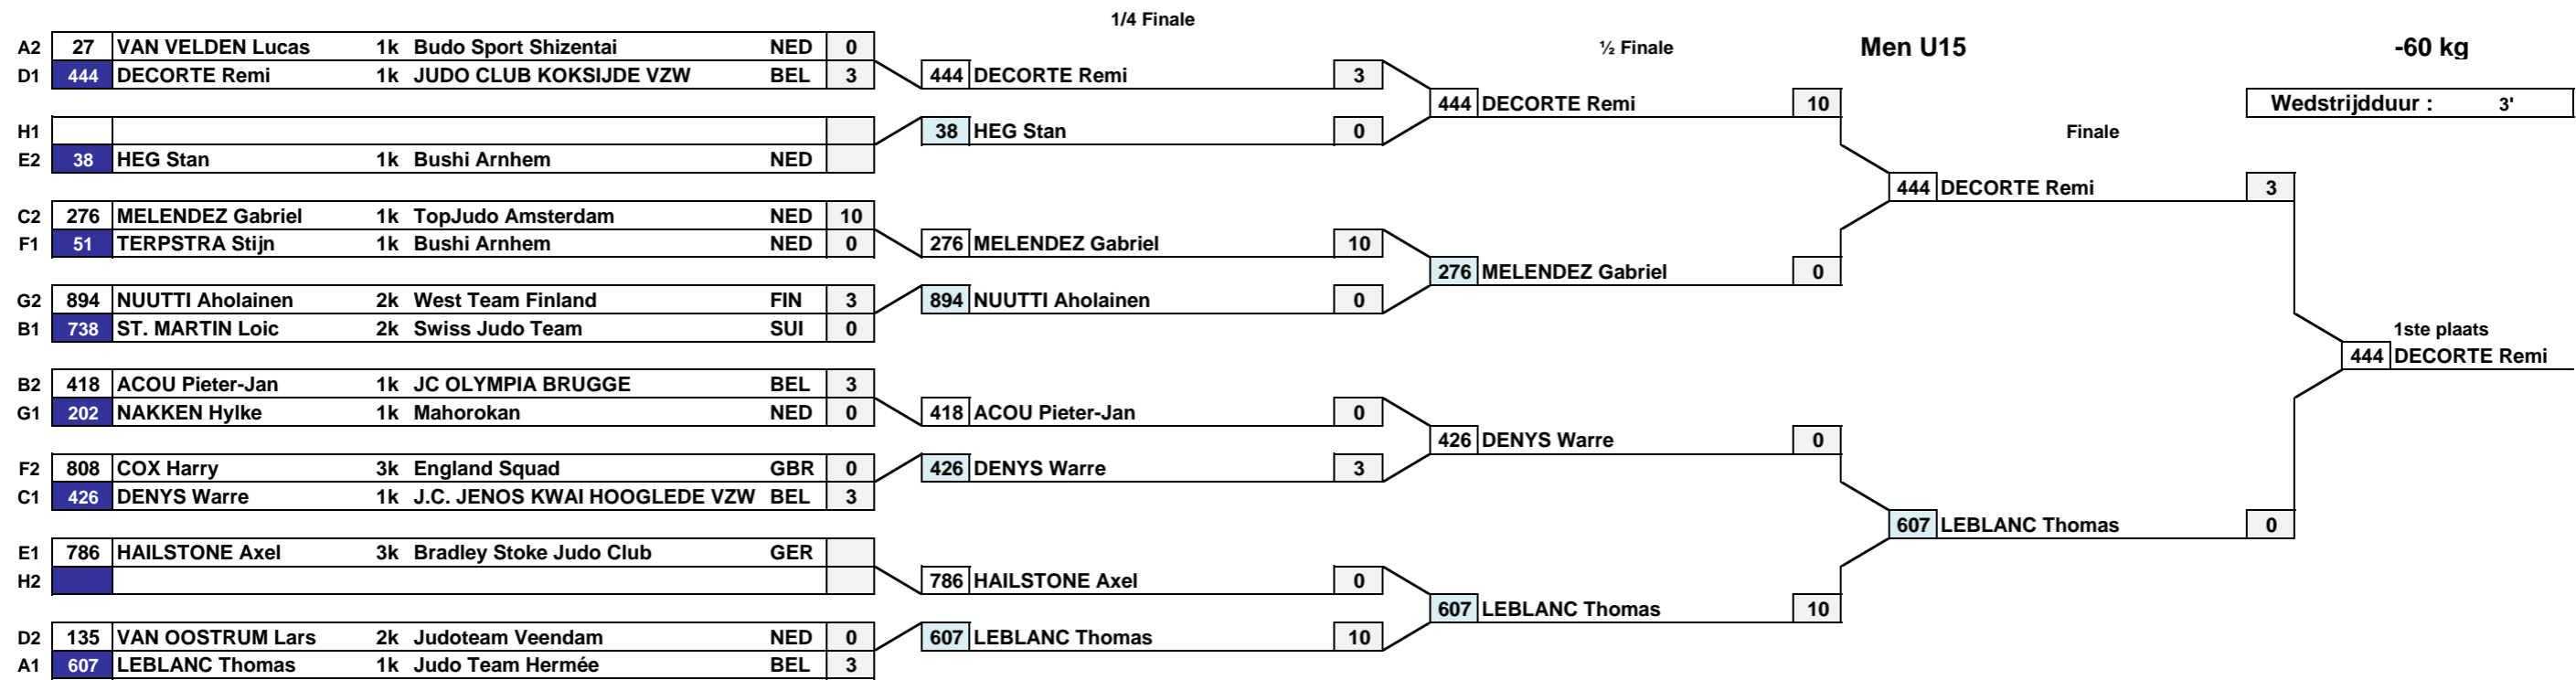 1/4 Finale
A2 27 VAN VELDEN Lucas 1k Budo Sport Shizentai NED 0 ½ Finale Men U15 -60 kg
D1 444 DECORTE Remi 1k JUDO CLUB KOKSIJDE VZW BEL 3 444 DECORTE Remi 3
444 DECORTE Remi 10 Wedstrijdduur : 3'
H1 38 HEG Stan 0 Finale
E2 38 HEG Stan 1k Bushi Arnhem NED
444 DECORTE Remi 3
C2 276 MELENDEZ Gabriel 1k TopJudo Amsterdam NED 10
F1 51 TERPSTRA Stijn 1k Bushi Arnhem NED 0 276 MELENDEZ Gabriel 10
276 MELENDEZ Gabriel 0
G2 894 NUUTTI Aholainen 2k West Team Finland FIN 3 894 NUUTTI Aholainen 0
B1 738 ST. MARTIN Loic 2k Swiss Judo Team SUI 0 1ste plaats
444 DECORTE Remi
B2 418 ACOU Pieter-Jan 1k JC OLYMPIA BRUGGE BEL 3
G1 202 NAKKEN Hylke 1k Mahorokan NED 0 418 ACOU Pieter-Jan 0
426 DENYS Warre 0
F2 808 COX Harry 3k England Squad GBR 0 426 DENYS Warre 3
C1 426 DENYS Warre 1k J.C. JENOS KWAI HOOGLEDE VZW BEL 3
607 LEBLANC Thomas 0
E1 786 HAILSTONE Axel 3k Bradley Stoke Judo Club GER
H2 786 HAILSTONE Axel 0
607 LEBLANC Thomas 10
D2 135 VAN OOSTRUM Lars 2k Judoteam Veendam NED 0 607 LEBLANC Thomas 10
A1 607 LEBLANC Thomas 1k Judo Team Hermée BEL 3